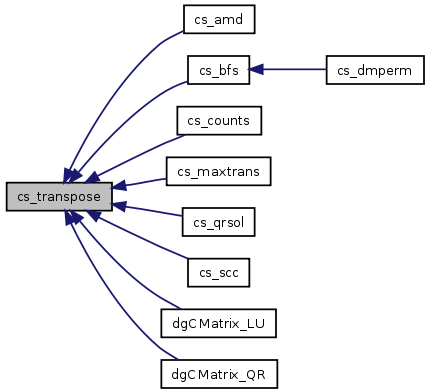 cs_amd
cs_bfs
cs_dmperm
cs_counts
cs_maxtrans
cs_transpose
cs_qrsol
cs_scc
dgCMatrix_LU
dgCMatrix_QR